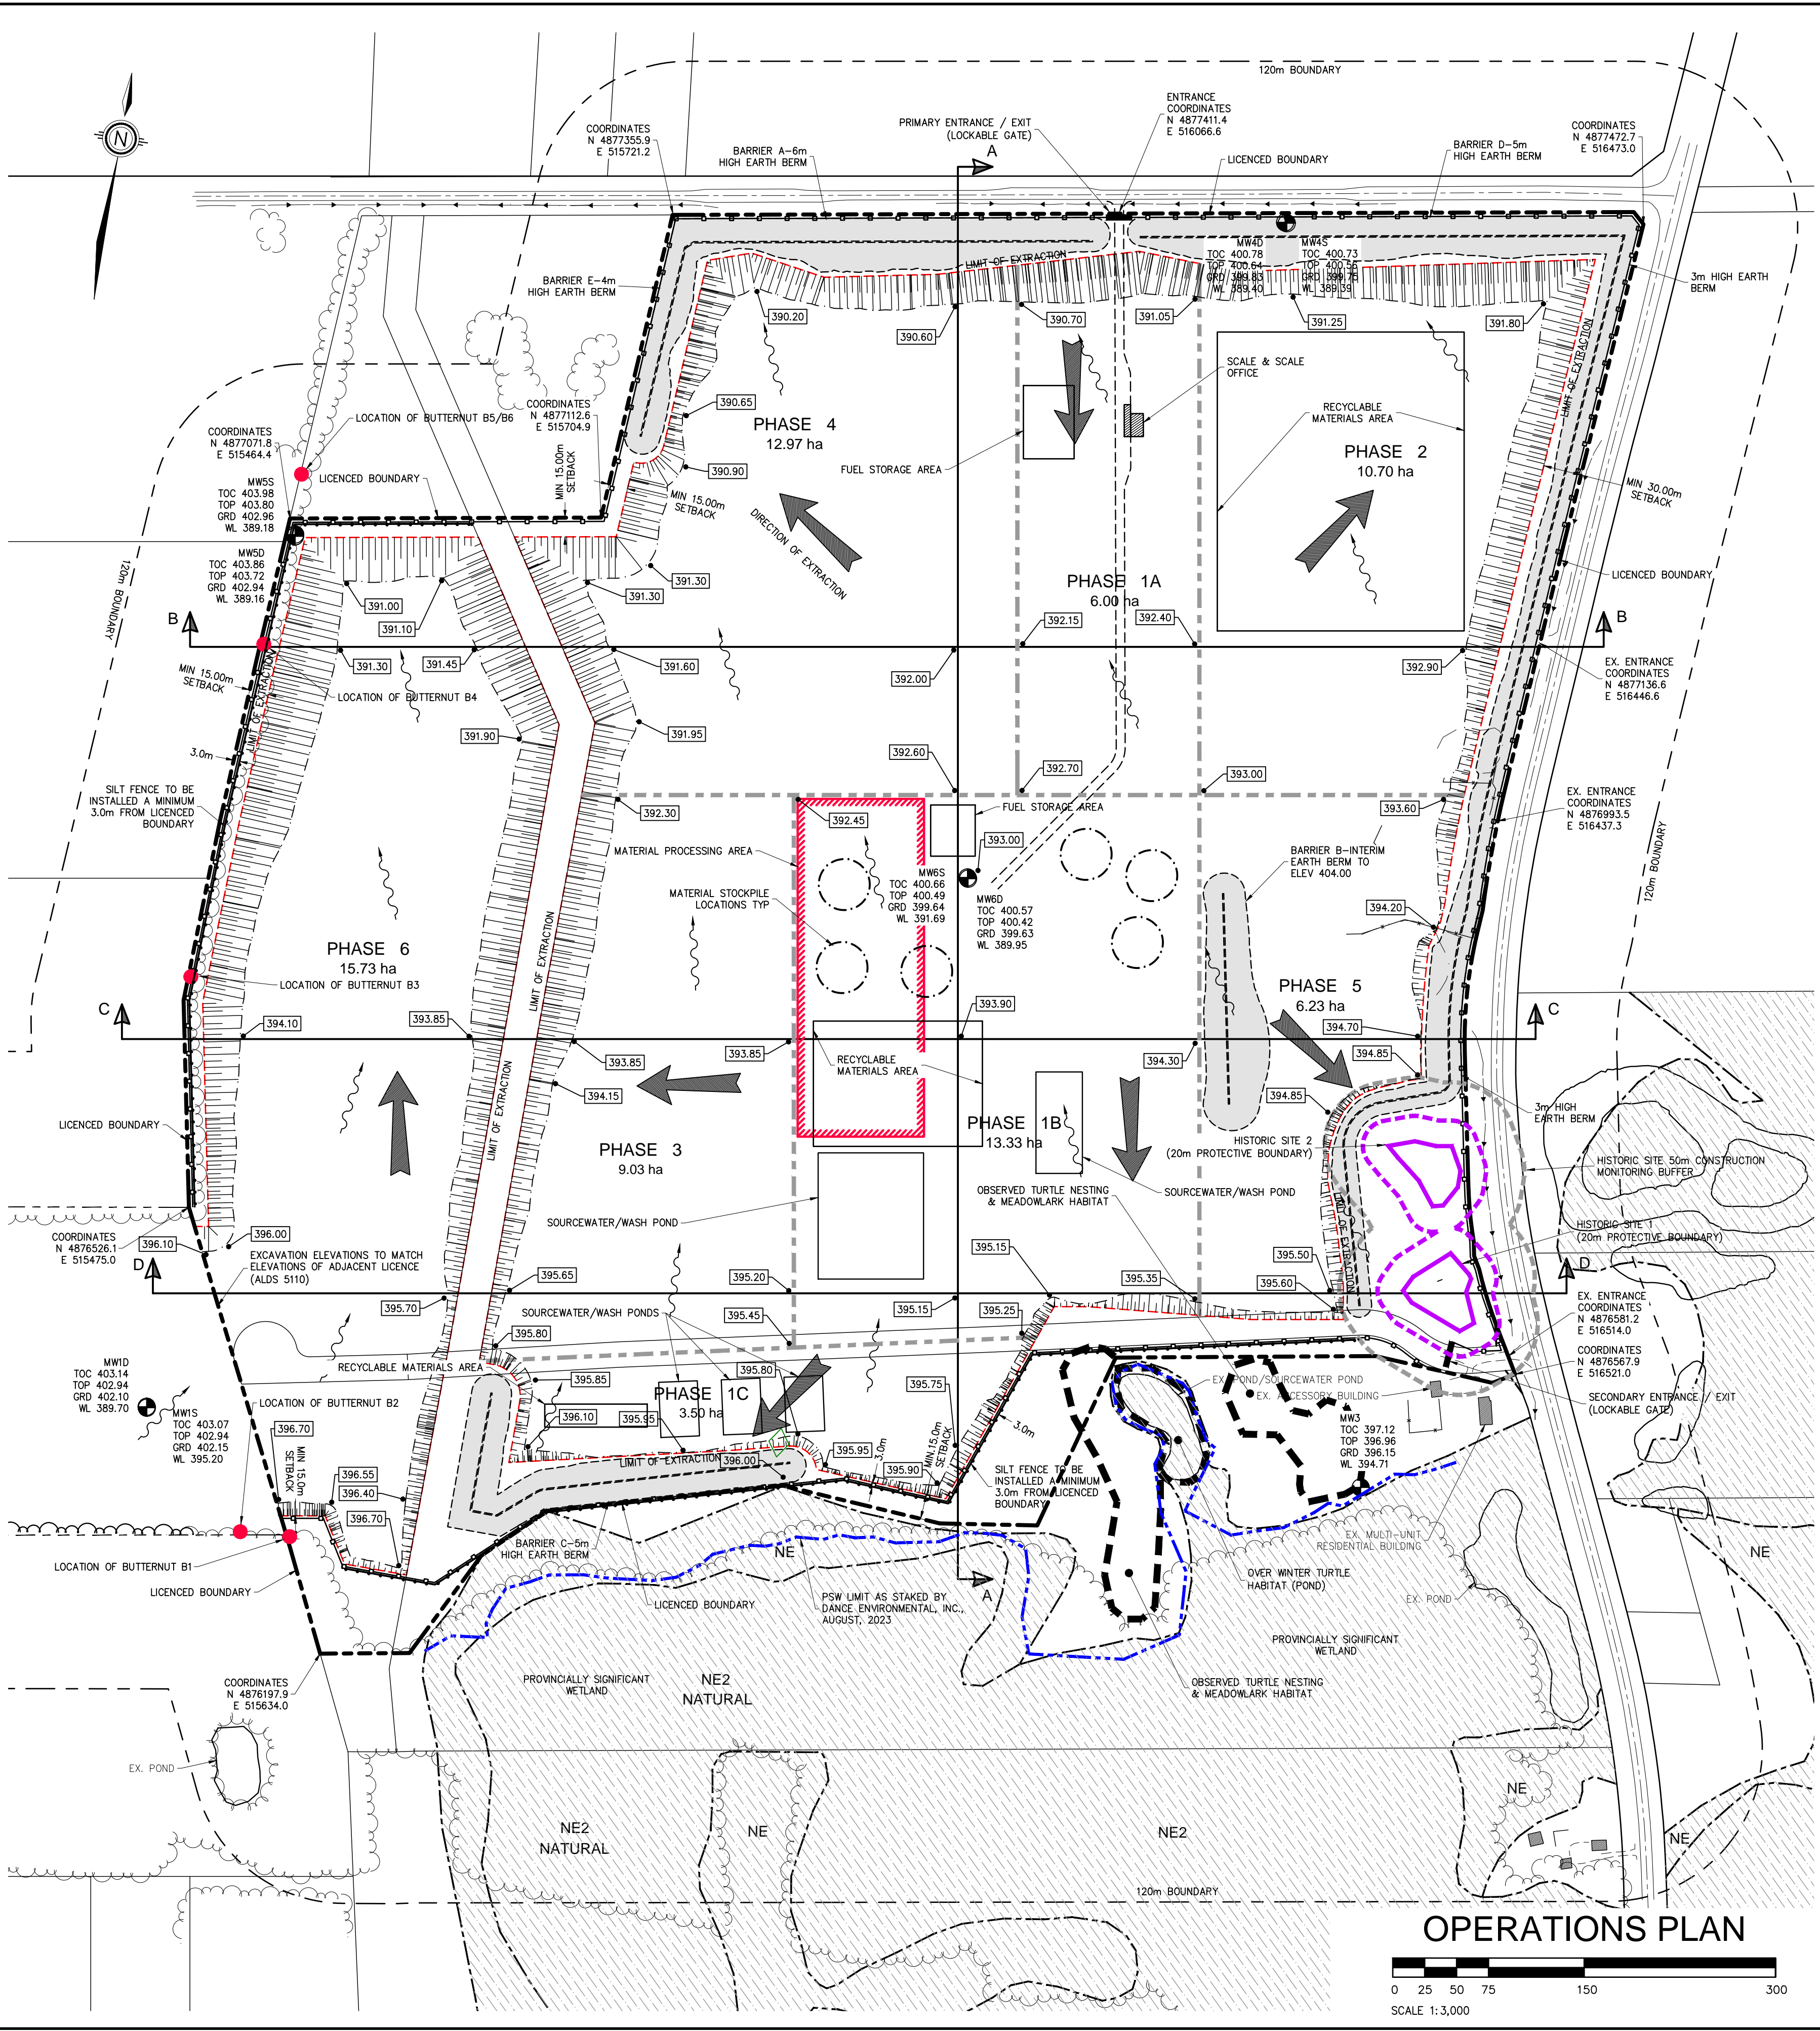 120m BOUNDARY
N
COORDINATES
N 4877355.9
E 515721.2
BARRIER A-6m
HIGH EARTH BERM
PRIMARY ENTRANCE / EXIT
(LOCKABLE GATE)
A
ENTRANCE
COORDINATES
N 4877411.4
E 516066.6
LICENCED BOUNDARY
BARRIER D-5m
HIGH EARTH BERM
COORDINATES
N 4877472.7
E 516473.0
LIMIT OF EXTRACTION
MW4D
TOC 400.78
TOP 400.64
GRD 399.83
WL 389.40
MW4S
TOC 400.73
TOP 400.56
GRD 399.75
WL 389.39
3m HIGH EARTH
BERM
BARRIER E-4m
HIGH EARTH BERM
390.20
390.60
390.70
391.05
391.25
391.80
LIMIT OF EXTRACTION
SCALE & SCALE
OFFICE
RECYCLABLE
MATERIALS AREA
390.65
PHASE 4
12.97 ha
FUEL STORAGE AREA
PHASE 2
10.70 ha
390.90
COORDINATES
N 4877112.6
E 515704.9
LOCATION OF BUTTERNUT B5/B6
COORDINATES
N 4877071.8
E 515464.4
LICENCED BOUNDARY
MIN 15.00m
SETBACK
MIN 15.00m
SETBACK
MIN 30.00m
SETBACK
DIRECTION OF EXTRACTION
MW5S
TOC 403.98
TOP 403.80
GRD 402.96
WL 389.18
MW5D
TOC 403.86
TOP 403.72
GRD 402.94
WL 389.16
120m BOUNDARY
391.00
391.10
391.30
391.30
PHASE 1A
6.00 ha
LICENCED BOUNDARY
B
B
391.30
391.45
391.60
392.00
392.15
392.40
392.90
MIN 15.00m
SETBACK
LIMIT OF EXTRACTION
LOCATION OF BUTTERNUT B4
EX. ENTRANCE
COORDINATES
N 4877136.6
E 516446.6
3.0m
391.90
391.95
392.60
392.70
393.00
SILT FENCE TO BE
INSTALLED A MINIMUM
3.0m FROM LICENCED
BOUNDARY
392.30
392.45
FUEL STORAGE AREA
393.00
393.60
EX. ENTRANCE
COORDINATES
N 4876993.5
E 516437.3
120m BOUNDARY
MATERIAL PROCESSING AREA
MATERIAL STOCKPILE
LOCATIONS TYP
MW6S
TOC 400.66
TOP 400.49
GRD 399.64
WL 391.69
MW6D
TOC 400.57
TOP 400.42
GRD 399.63
WL 389.95
BARRIER B-INTERIM
EARTH BERM TO
ELEV 404.00
394.20
PHASE 6
15.73 ha
LOCATION OF BUTTERNUT B3
LIMIT OF EXTRACTION
PHASE 5
6.23 ha
C
C
394.10
393.85
393.85
393.85
393.90
394.30
394.70
394.85
394.15
RECYCLABLE
MATERIALS AREA
394.85
LICENCED BOUNDARY
LIMIT OF EXTRACTION
PHASE 3
9.03 ha
PHASE 1B
13.33 ha
3m HIGH
EARTH BERM
HISTORIC SITE 2
(20m PROTECTIVE BOUNDARY)
HISTORIC SITE 50m CONSTRUCTION
MONITORING BUFFER
OBSERVED TURTLE NESTING
& MEADOWLARK HABITAT
SOURCEWATER/WASH POND
SOURCEWATER/WASH POND
LIMIT OF EXTRACTION
HISTORIC SITE 1
(20m PROTECTIVE BOUNDARY)
COORDINATES
N 4876526.1
E 515475.0
396.10
396.00
EXCAVATION ELEVATIONS TO MATCH
ELEVATIONS OF ADJACENT LICENCE
(ALDS 5110)
D
D
395.65
395.20
395.15
395.35
395.50
395.60
395.70
SOURCEWATER/WASH PONDS
395.45
395.15
395.25
EX. ENTRANCE
COORDINATES
N 4876581.2
E 516514.0
COORDINATES
N 4876567.9
E 516521.0
395.80
RECYCLABLE MATERIALS AREA
395.85
395.80
395.75
EX. POND/SOURCEWATER POND
EX. ACCESSORY BUILDING
SECONDARY ENTRANCE / EXIT
(LOCKABLE GATE)
MW1D
TOC 403.14
TOP 402.94
GRD 402.10
WL 389.70
MW1S
TOC 403.07
TOP 402.94
GRD 402.15
WL 395.20
LOCATION OF BUTTERNUT B2
PHASE 1C
3.50 ha
396.10
395.95
3.0m
MW3
TOC 397.12
TOP 396.96
GRD 396.15
WL 394.71
396.70
MIN 15.0m
SETBACK
396.55
396.40
396.70
LIMIT OF EXTRACTION
396.00
395.95
3.0m
395.90
MIN 15.0m
SETBACK
SILT FENCE TO BE
INSTALLED A MINIMUM
3.0m FROM LICENCED
BOUNDARY
BARRIER C-5m
HIGH EARTH BERM
NE
EX. MULTI-UNIT
RESIDENTIAL BUILDING
NE
LOCATION OF BUTTERNUT B1
LICENCED BOUNDARY
LICENCED BOUNDARY
PSW LIMIT AS STAKED BY
DANCE ENVIRONMENTAL, INC.,
AUGUST, 2023
A
OVER WINTER TURTLE
HABITAT (POND)
EX. POND
PROVINCIALLY SIGNIFICANT
WETLAND
PROVINCIALLY SIGNIFICANT
WETLAND
NE2
NATURAL
OBSERVED TURTLE NESTING
& MEADOWLARK HABITAT
COORDINATES
N 4876197.9
E 515634.0
EX. POND
NE
NE2
NATURAL
NE
NE2
NE
120m BOUNDARY
OPERATIONS PLAN
0 25 50 75 150 300
SCALE 1:3,000